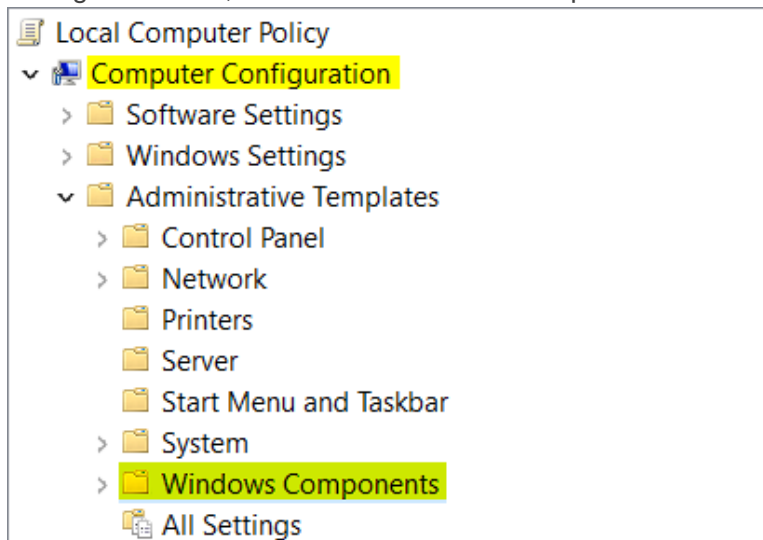 Local Computer Policy
Computer Configuration
Software Settings
Windows Settings
Administrative Templates
Control Panel
Network
Printers
Server
Start Menu and Taskbar
System
Windows Components
All Settings